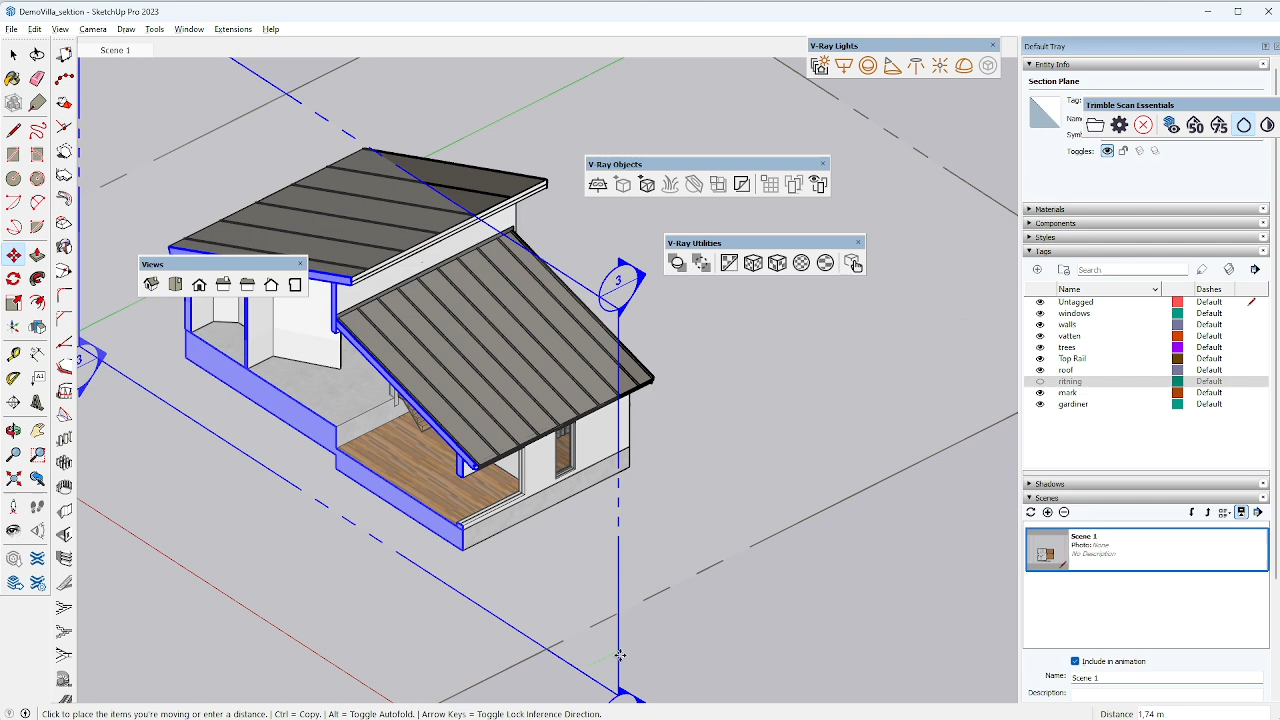 DemoVilla_sektion - SketchUp Pro 2023
File Edit View Camera Draw Tools Window Extensions Help
Scene 1
V-Ray Lights
V-Ray Objects
V-Ray Utilities
Views
3
3
Default Tray
Entity Info
Section Plane
Tag:
Nam
Sym
Toggles:
Trimble Scan Essentials
50 75
Materials
Components
Styles
Tags
Search
Name Dashes
Untagged Default
windows Default
walls Default
vatten Default
trees Default
Top Rail Default
roof Default
ritning Default
mark Default
gardiner Default
Shadows
Scenes
Scene 1
Photo: None
No Description
Include in animation
Name: Scene 1
Description:
Click to place the items you're moving or enter a distance. | Ctrl = Copy. | Alt = Toggle Autofold. | Arrow Keys = Toggle Lock Inference Direction.
Distance 1,74 m